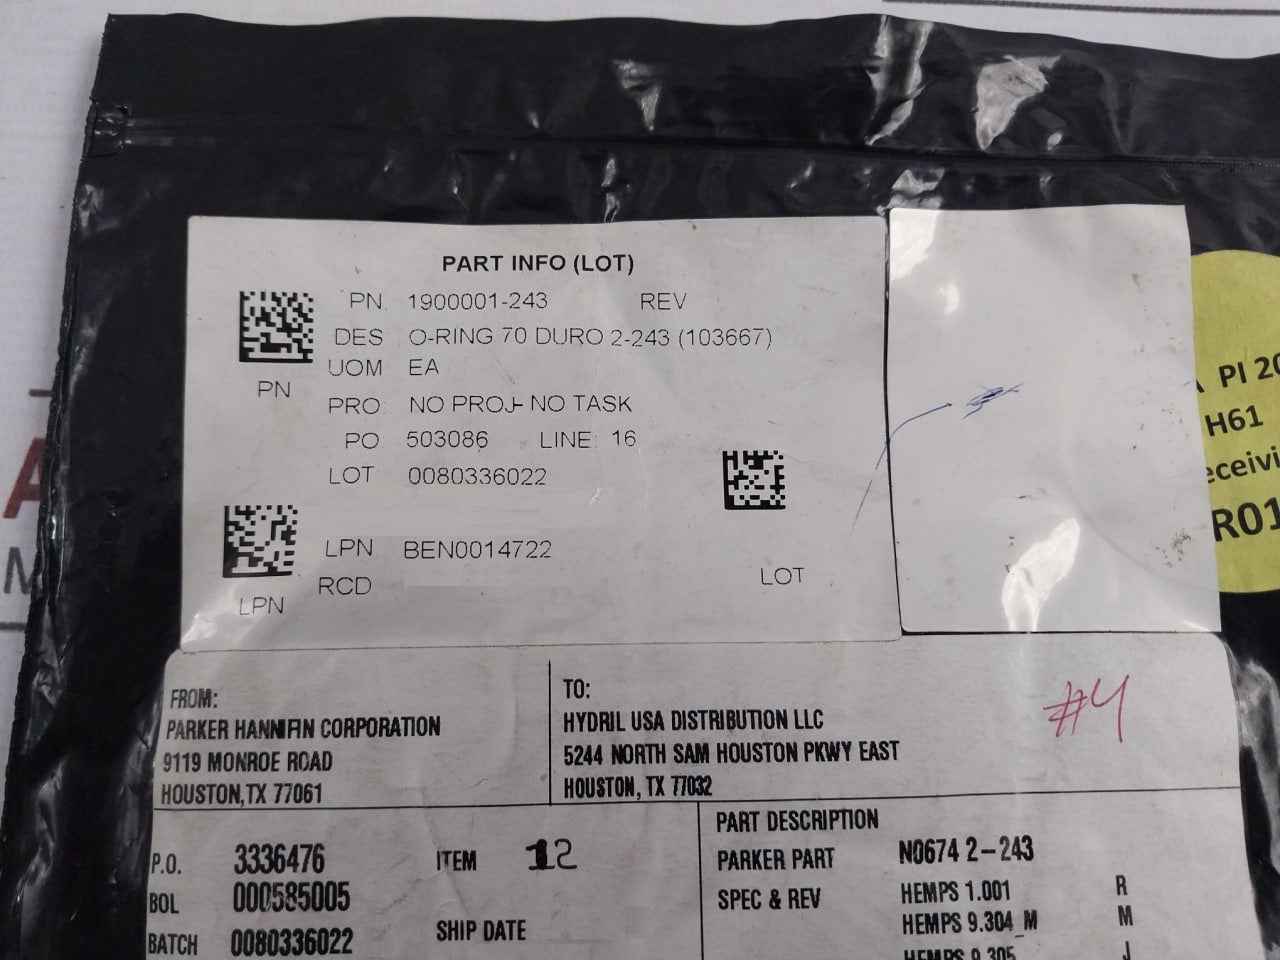 PART INFO (LOT)
PN 1900001-243 REV
DES O-RING 70 DURO 2-243 (103667)
UOM EA
PN
PRO NO PROJ- NO TASK
PO 503086 LINE: 16
LOT 0080336022
LPN BEN0014722
RCD
LOT
LPN
PI 20
H61
R01
FROM:
PARKER HANNIFIN CORPORATION
9119 MONROE ROAD
HOUSTON,TX 77061
TO:
HYDRIL USA DISTRIBUTION LLC
5244 NORTH SAM HOUSTON PKWY EAST
HOUSTON, TX 77032
#4
P.O. 3336476 ITEM 12
BOL 000585005
BATCH 0080336022 SHIP DATE
PART DESCRIPTION
PARKER PART N0674 2-243
SPEC & REV HEMPS 1.001 R
HEMPS 9.304_M M
HEMPS 9.305 J